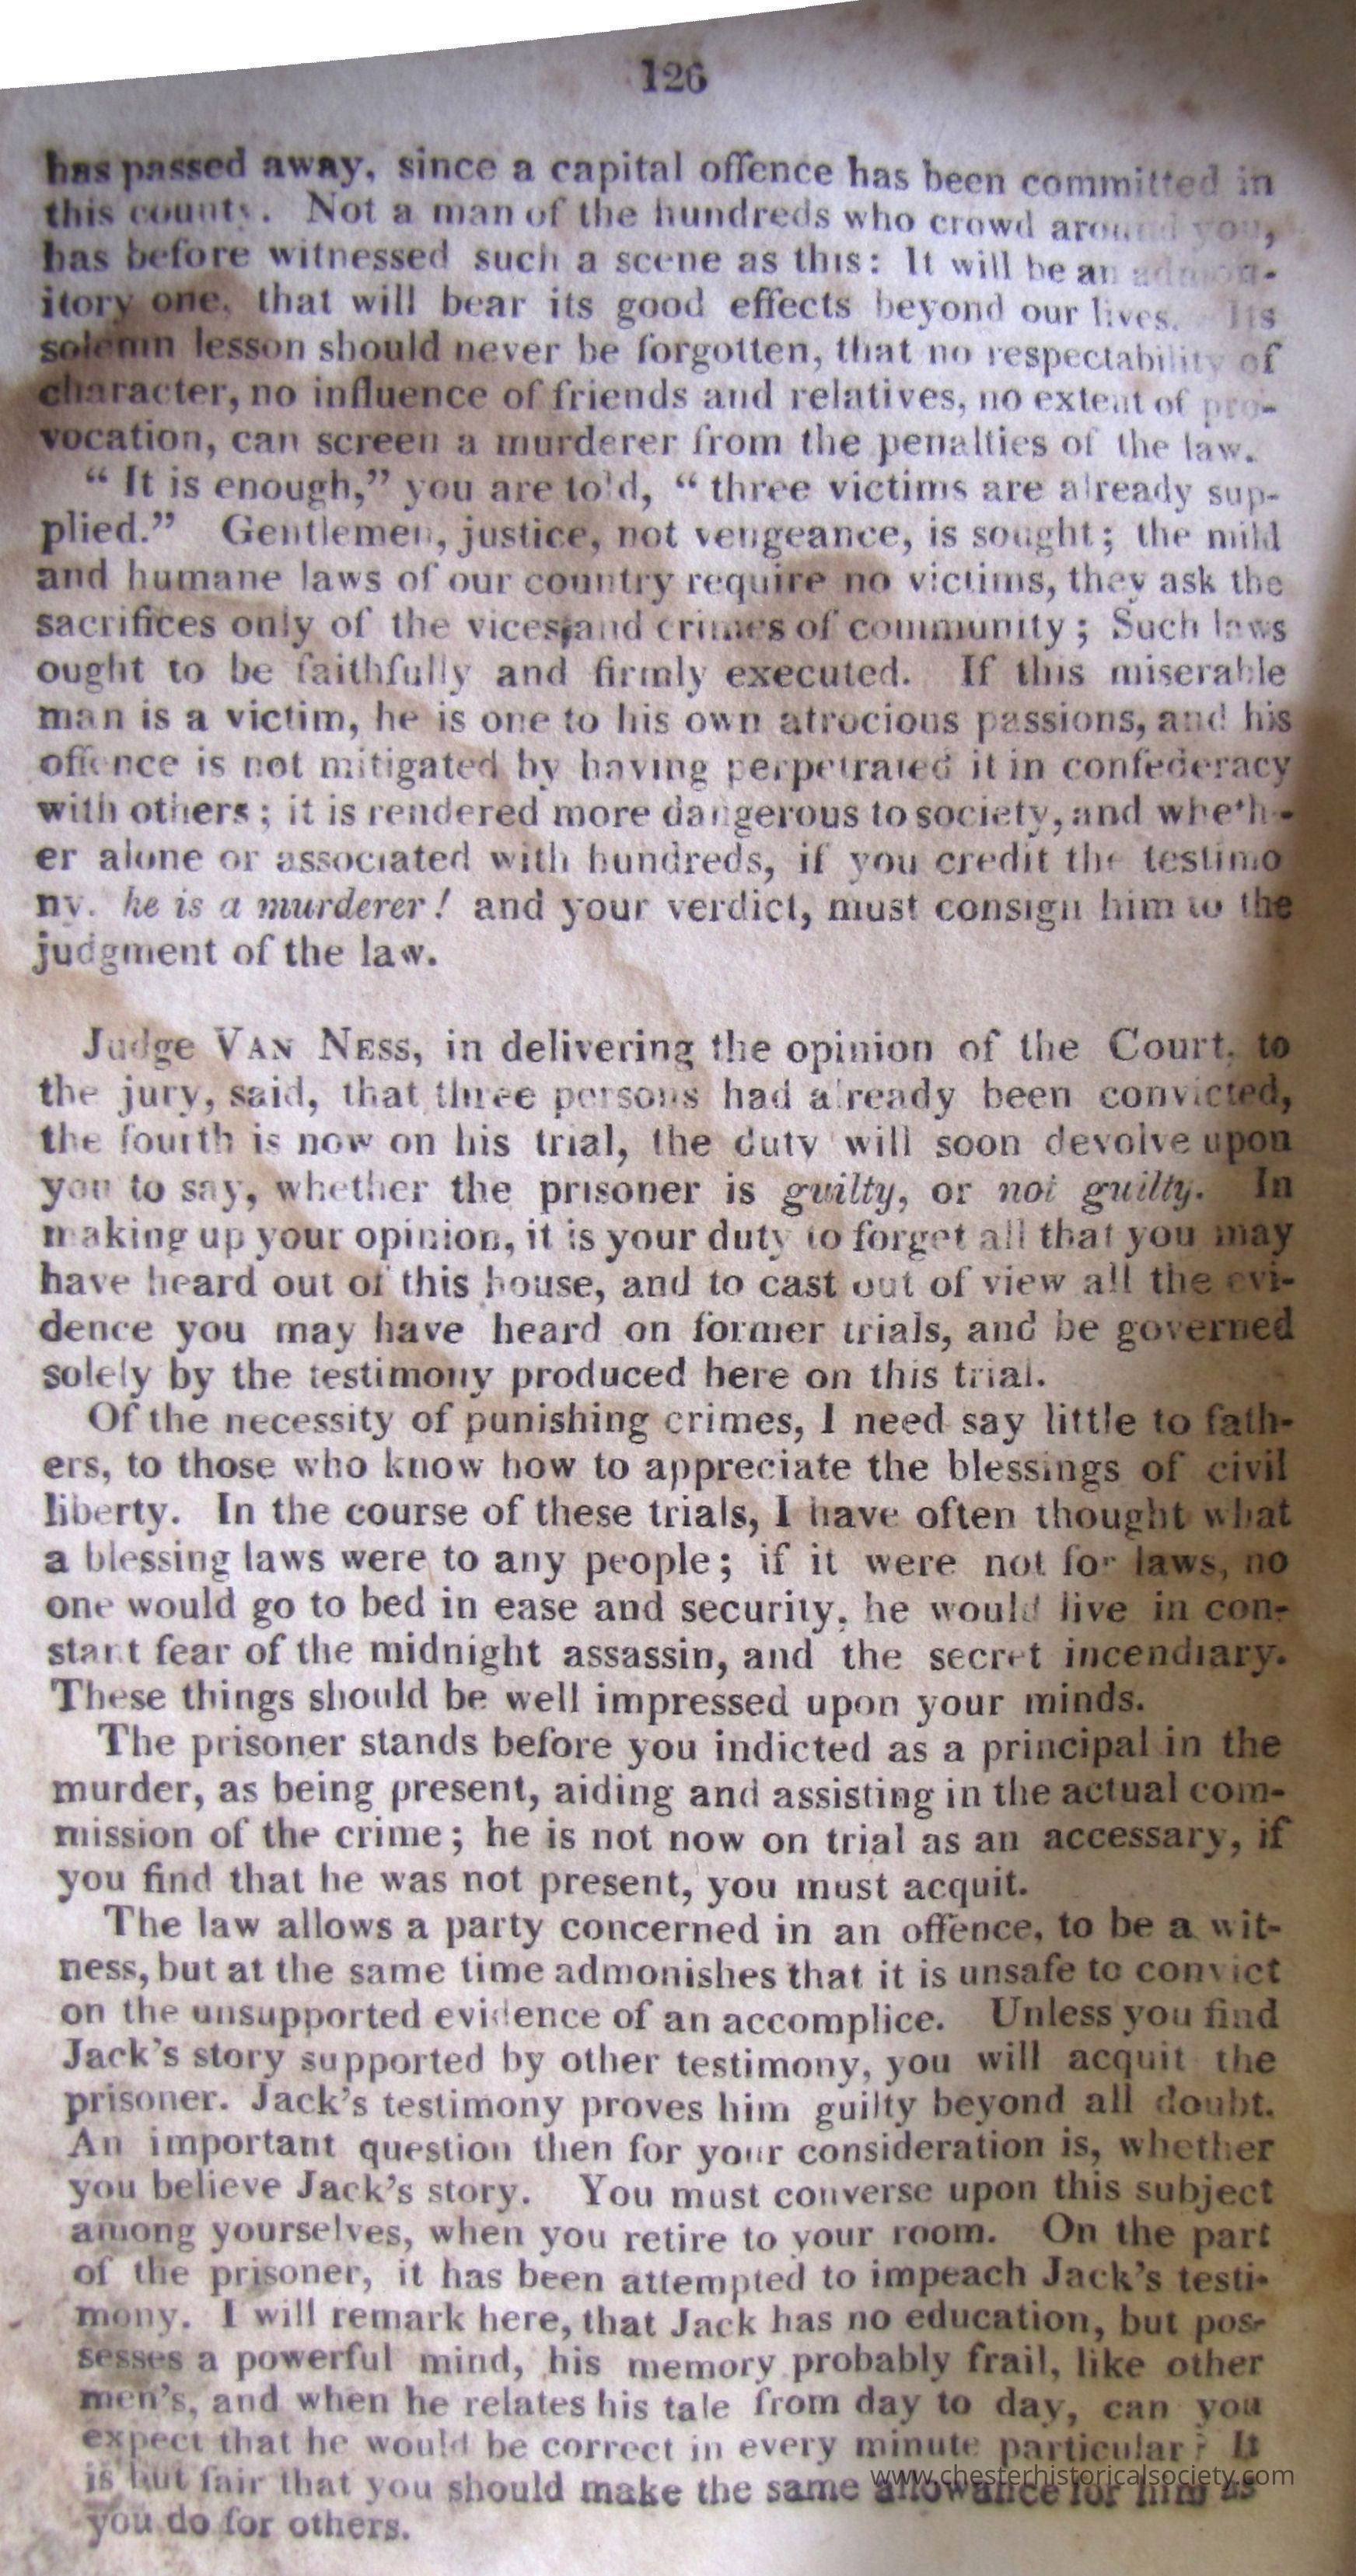 126
has passed away, since a capital offence has been committed in
this county. Not a man of the hundreds who crowd around you,
has before witnessed such a scene as this: It will be an admon-
itory one, that will bear its good effects beyond our lives. Its
solemn lesson should never be forgotten, that no respectability of
character, no influence of friends and relatives, no extent of pro-
vocation, can screen a murderer from the penalties of the law.
“ It is enough,” you are told, “ three victims are already sup-
plied.” Gentlemen, justice, not vengeance, is sought; the mild
and humane laws of our country require no victims, they ask the
sacrifices only of the vices and crimes of community; Such laws
ought to be faithfully and firmly executed. If this miserable
man is a victim, he is one to his own atrocious passions, and his
offence is not mitigated by having perpetrated it in confederacy
with others; it is rendered more dangerous to society, and wheth-
er alone or associated with hundreds, if you credit the testimo
ny. he is a murderer! and your verdict, must consign him to the
judgment of the law.
Judge VAN NESS, in delivering the opinion of the Court, to
the jury, said, that three persons had already been convicted,
the fourth is now on his trial, the duty will soon devolve upon
you to say, whether the prisoner is guilty, or not guilty. In
making up your opinion, it is your duty to forget all that you may
have heard out of this house, and to cast out of view all the evi-
dence you may have heard on former trials, and be governed
solely by the testimony produced here on this trial.
Of the necessity of punishing crimes, I need say little to fath-
ers, to those who know how to appreciate the blessings of civil
liberty. In the course of these trials, I have often thought what
a blessing laws were to any people; if it were not for laws, no
one would go to bed in ease and security, he would live in con-
stant fear of the midnight assassin, and the secret incendiary.
These things should be well impressed upon your minds.
The prisoner stands before you indicted as a principal in the
murder, as being present, aiding and assisting in the actual com-
mission of the crime; he is not now on trial as an accessary, if
you find that he was not present, you must acquit.
The law allows a party concerned in an offence, to be a wit-
ness, but at the same time admonishes that it is unsafe to convict
on the unsupported evidence of an accomplice. Unless you find
Jack’s story supported by other testimony, you will acquit the
prisoner. Jack’s testimony proves him guilty beyond all doubt.
An important question then for your consideration is, whether
you believe Jack’s story. You must converse upon this subject
among yourselves, when you retire to your room. On the part
of the prisoner, it has been attempted to impeach Jack’s testi-
mony. I will remark here, that Jack has no education, but pos-
sesses a powerful mind, his memory probably frail, like other
men’s, and when he relates his tale from day to day, can you
expect that he would be correct in every minute particular? It
is but fair that you should make the same allowance for him as
you do for others.
www.chesterhistoricalsociety.com